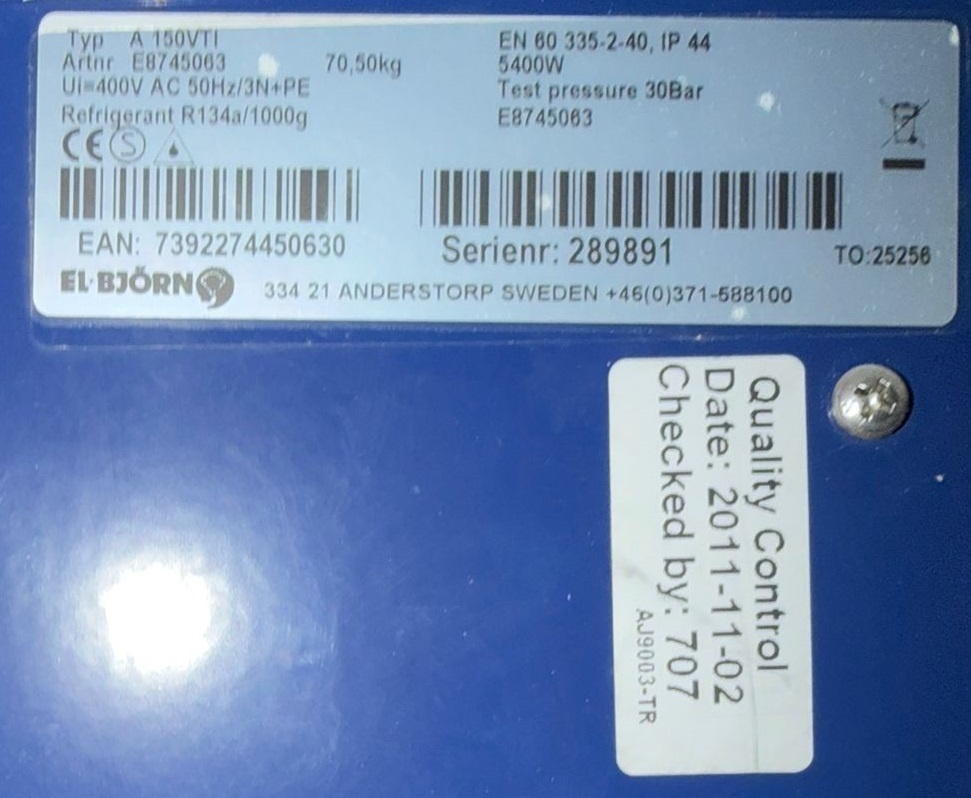 Typ A 150VTI
Artnr E8745063 70,50kg
Ui=400V AC 50Hz/3N+PE
Refrigerant R134a/1000g
EN 60 335-2-40, IP 44
5400W
Test pressure 30Bar
E8745063
CE S
EAN: 7392274450630
Serienr: 289891
TO:25256
EL·BJÖRN
334 21 ANDERSTORP SWEDEN +46(0)371-588100
Quality Control
Date: 2011-11-02
Checked by: 707
AJ9003-TR